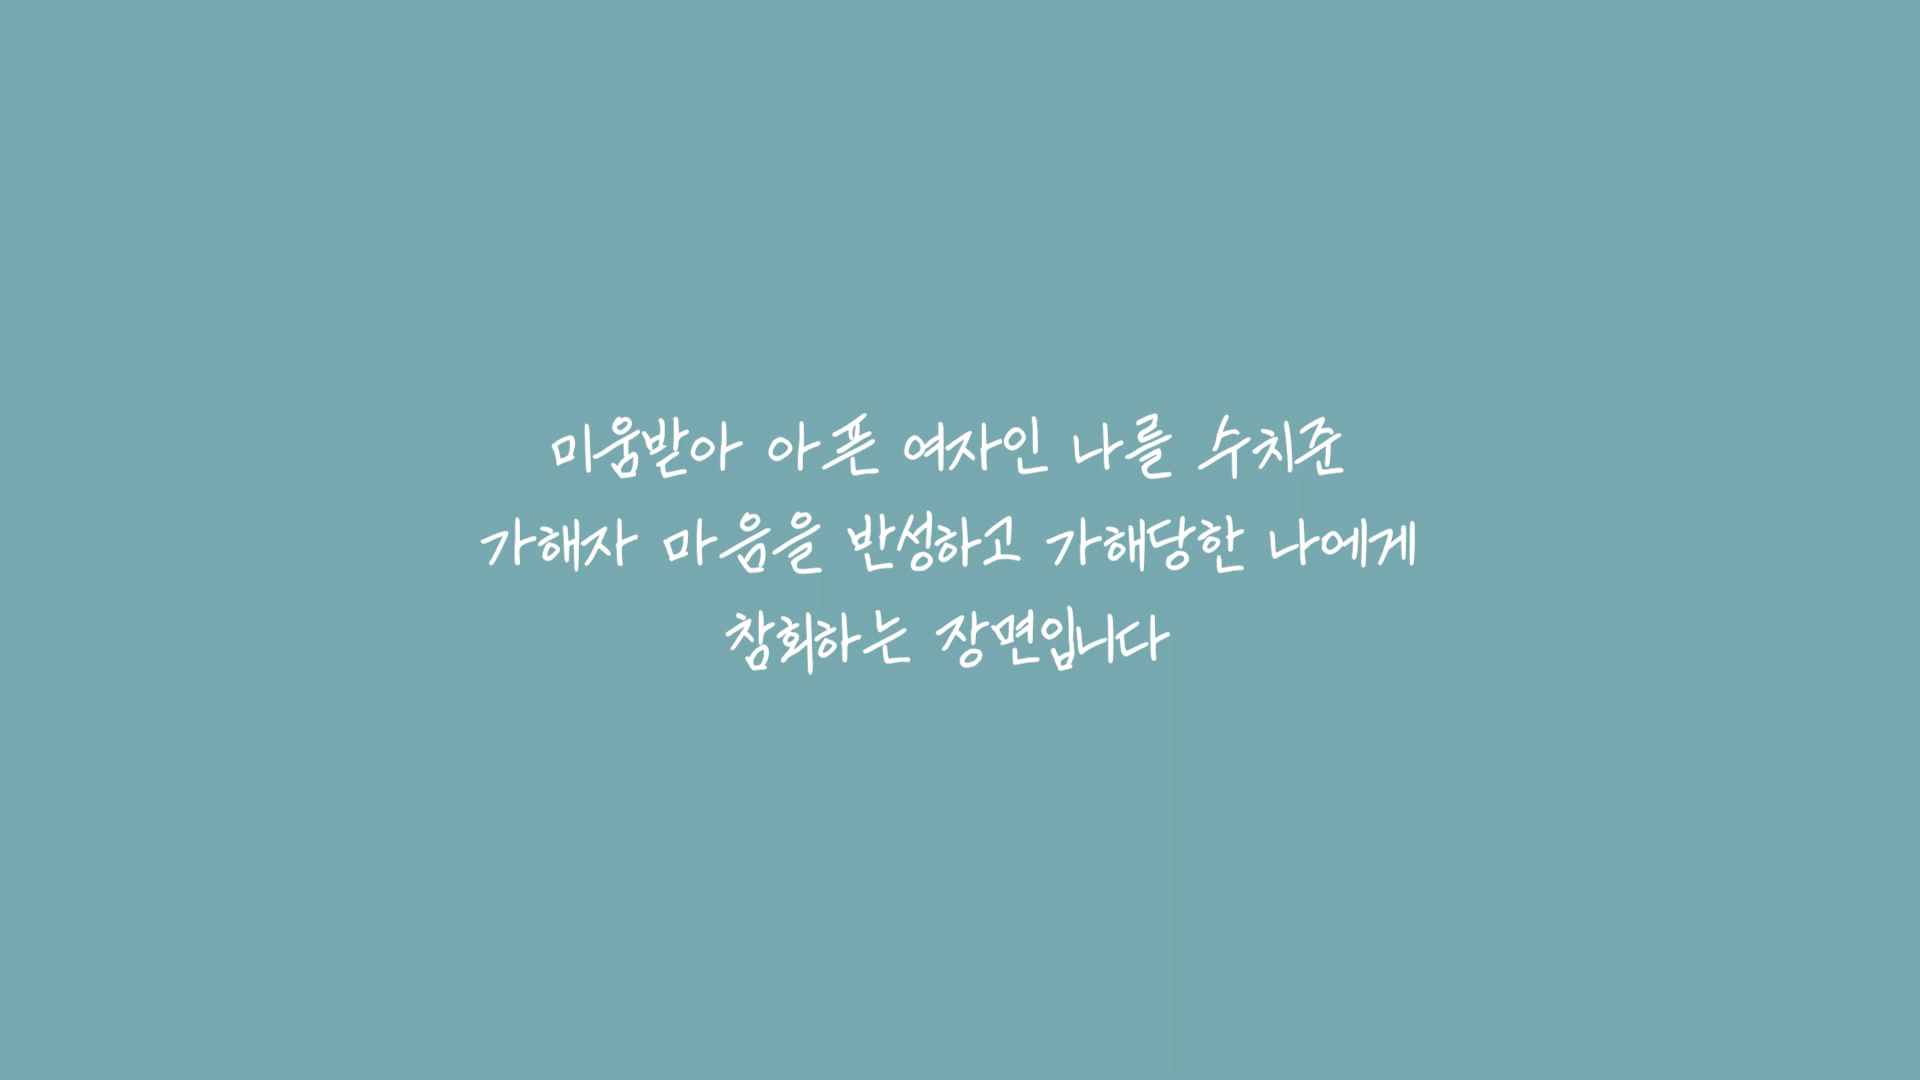 미움받아 아픈 여자인 나를 수치준
가해자 마음을 반성하고 가해당한 나에게
참회하는 장면입니다